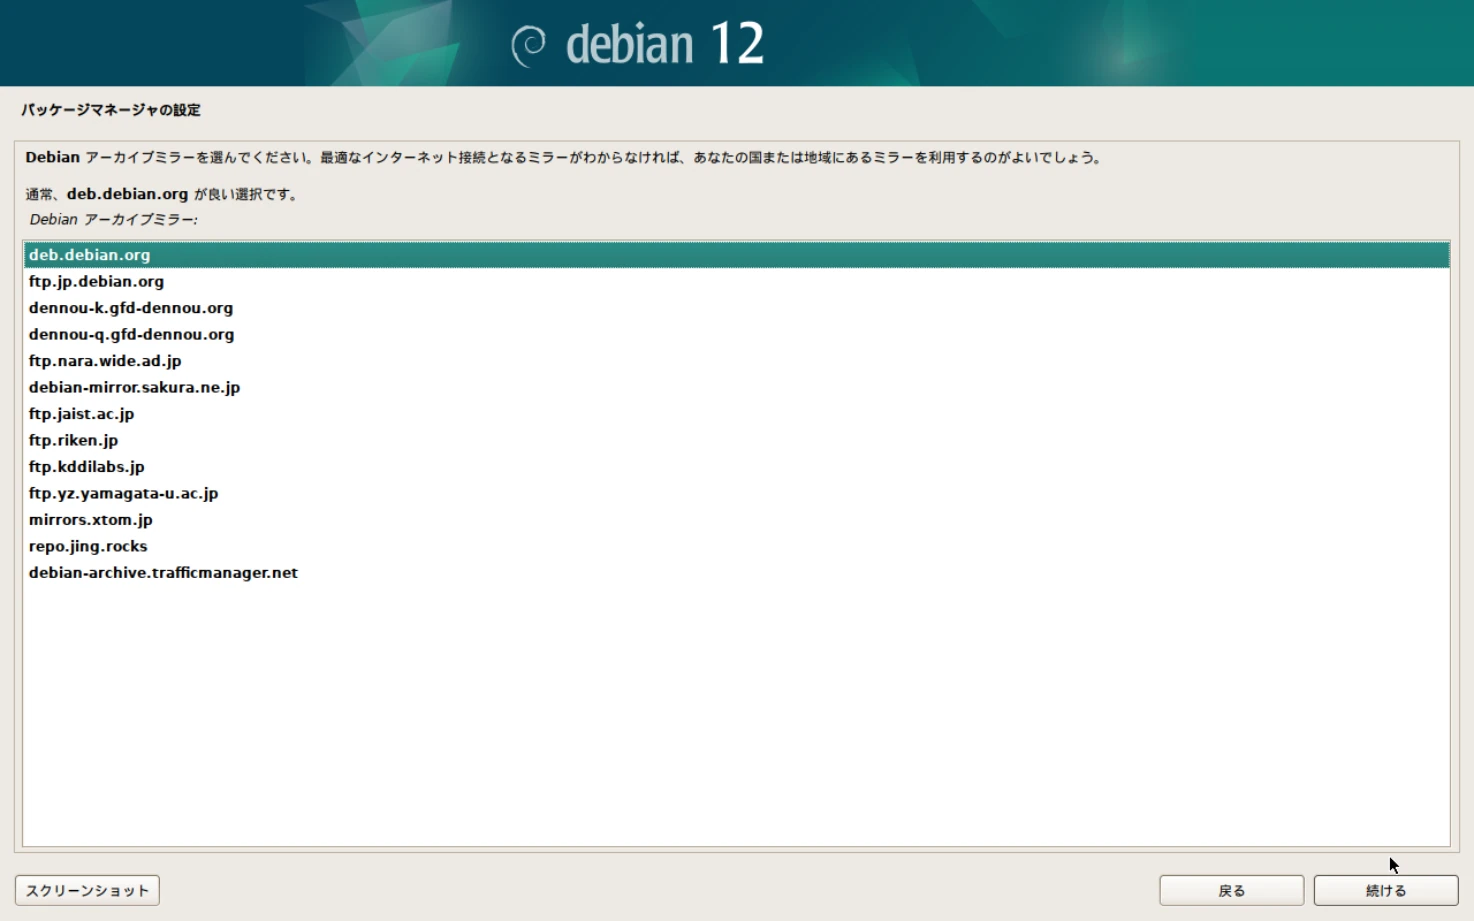 debian 12
パッケージマネージャの設定
Debian アーカイブミラーを選んでください。最適なインターネット接続となるミラーがわからなければ、あなたの国または地域にあるミラーを利用するのがよいでしょう。
通常、deb.debian.org が良い選択です。
Debian アーカイブミラー:
deb.debian.org
ftp.jp.debian.org
dennou-k.gfd-dennou.org
dennou-q.gfd-dennou.org
ftp.nara.wide.ad.jp
debian-mirror.sakura.ne.jp
ftp.jaist.ac.jp
ftp.riken.jp
ftp.kddilabs.jp
ftp.yz.yamagata-u.ac.jp
mirrors.xtom.jp
repo.jing.rocks
debian-archive.trafficmanager.net
スクリーンショット
戻る
続ける